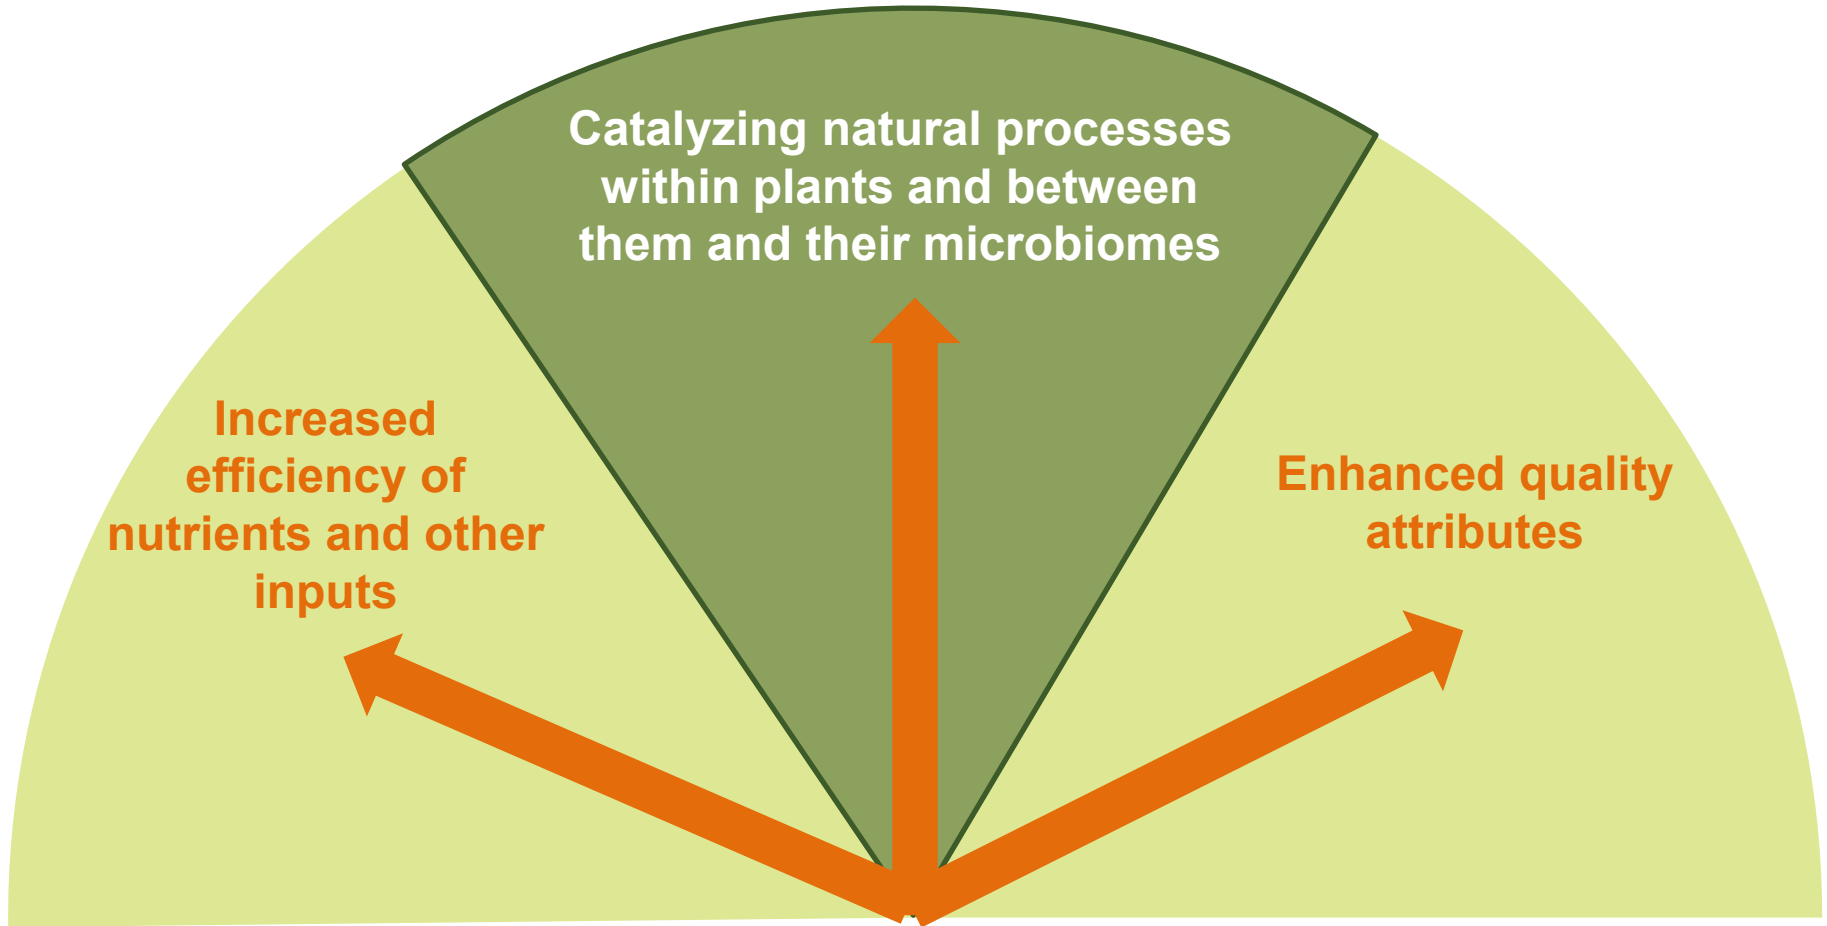 Catalyzing natural processes
within plants and between
them and their microbiomes
Increased
efficiency of
nutrients and other
inputs
Enhanced quality
attributes